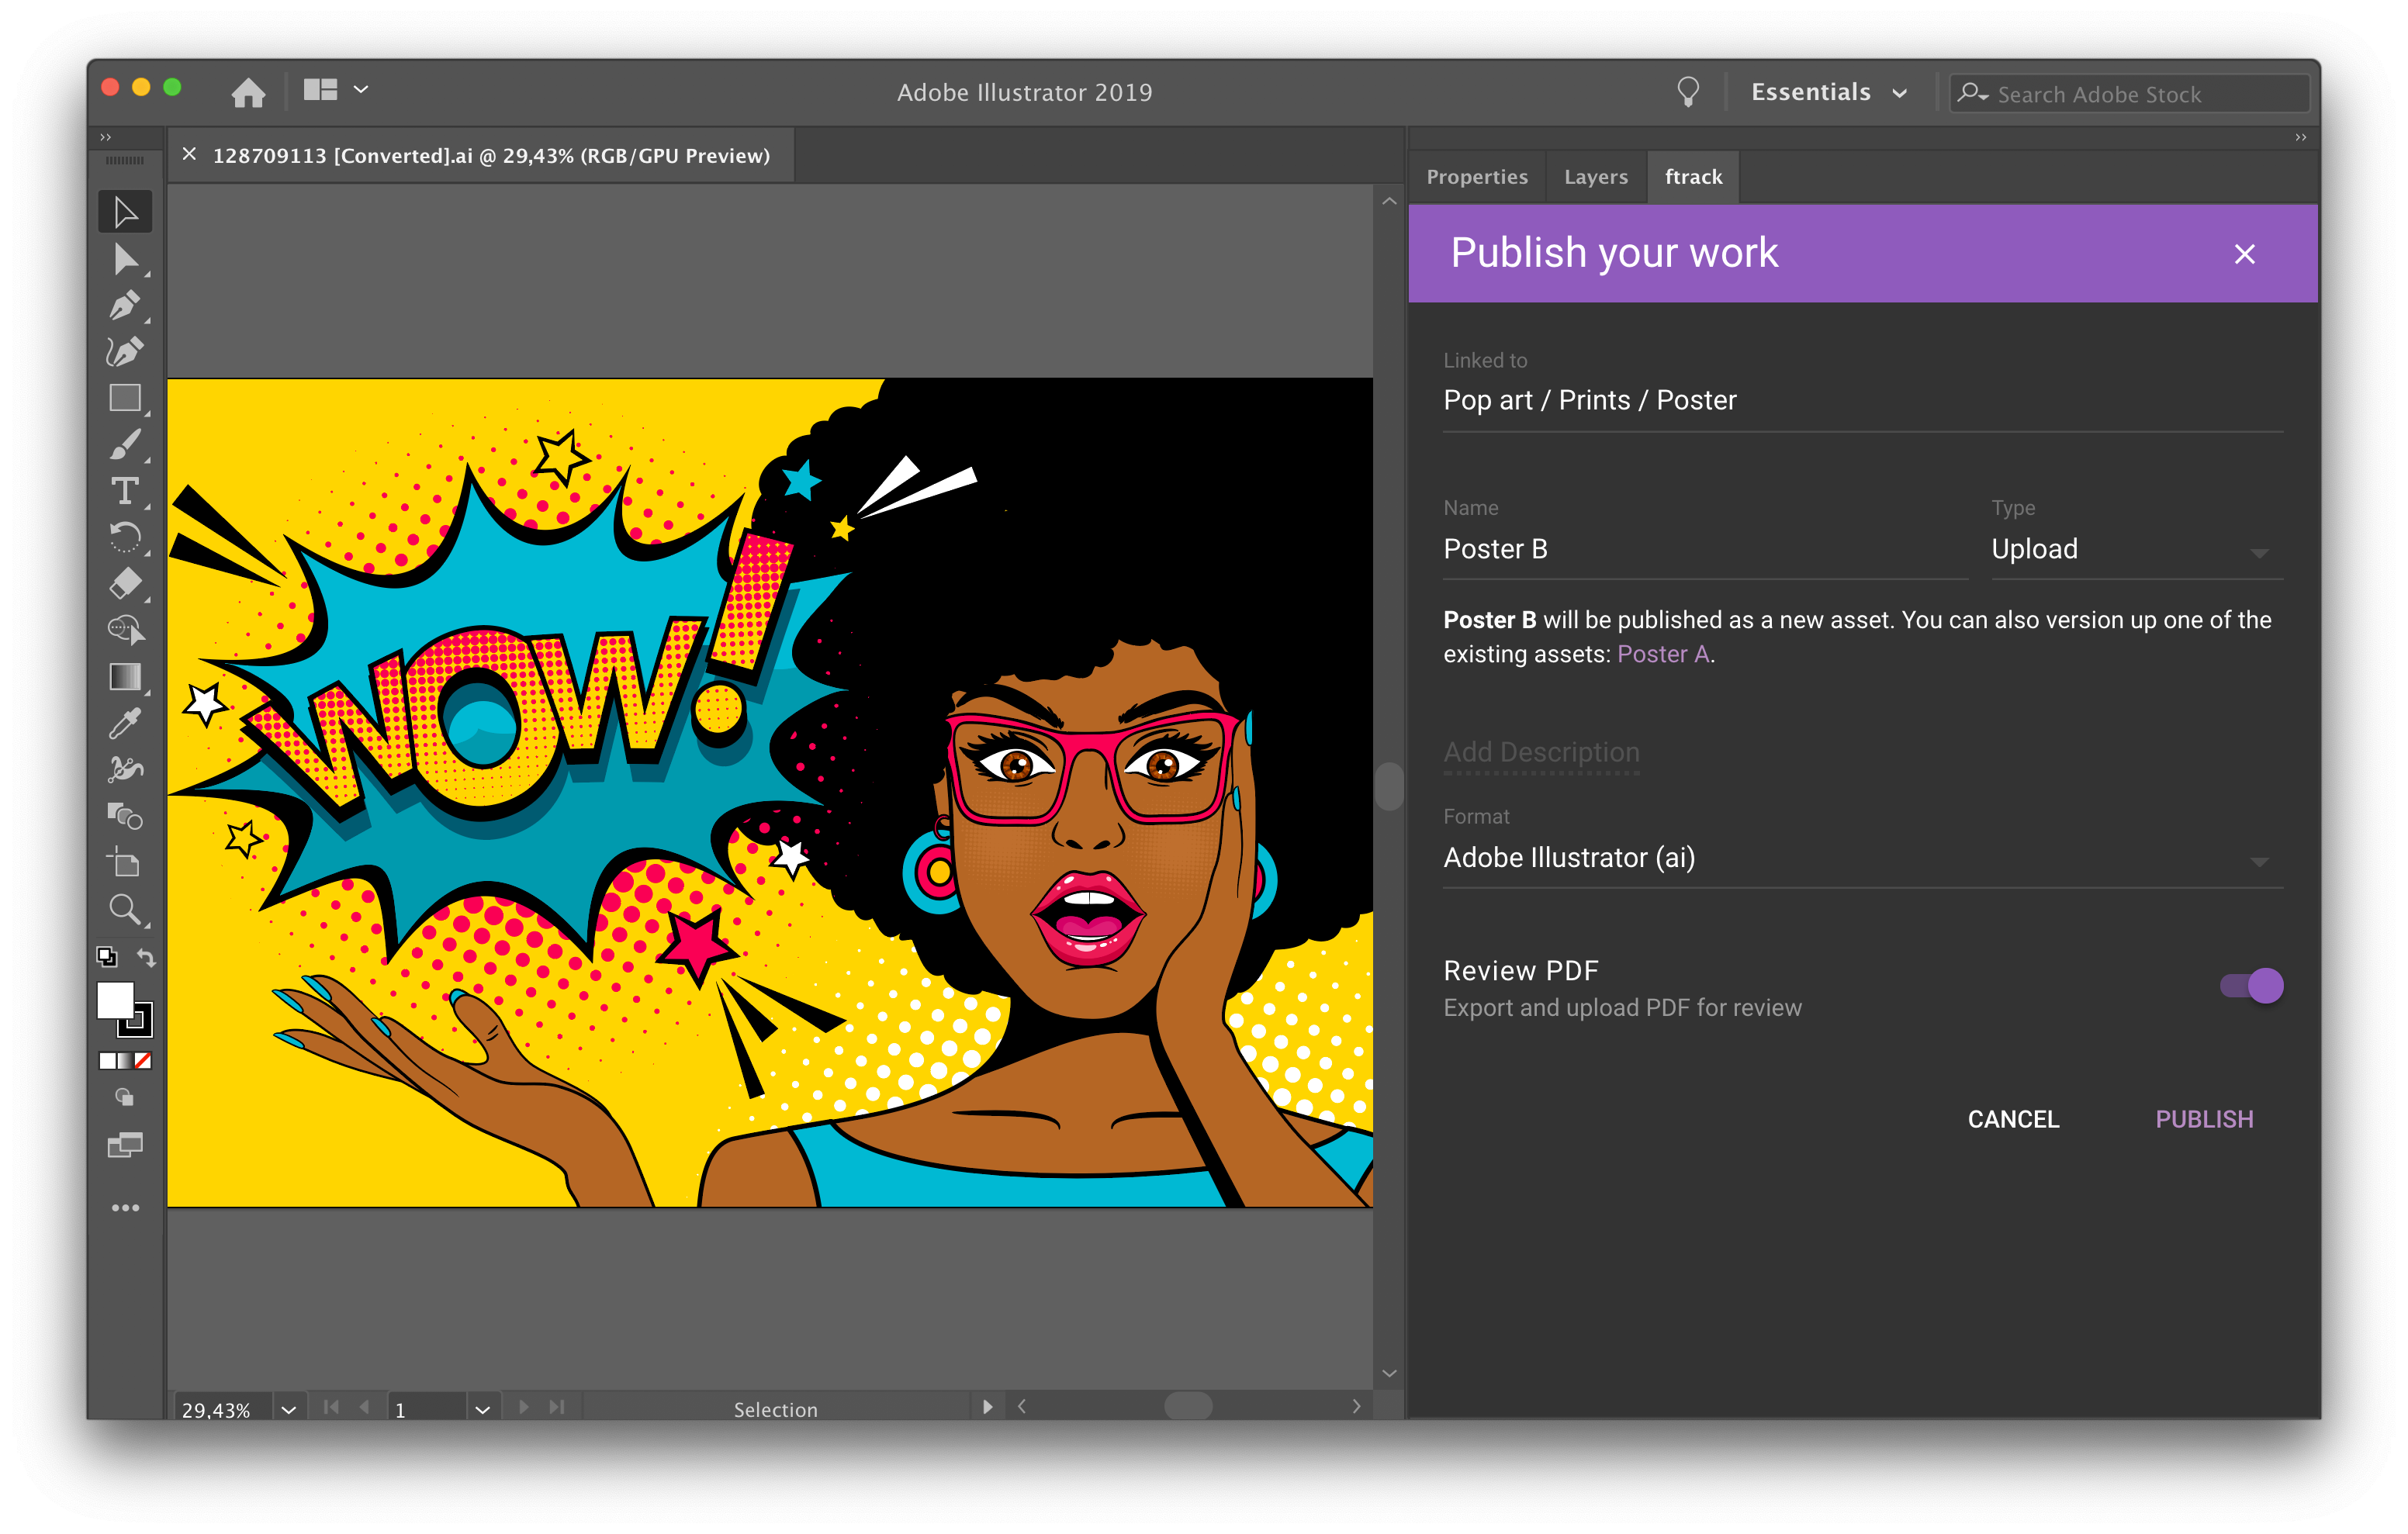 Adobe Illustrator 2019
Essentials
Search Adobe Stock
128709113 [Converted].ai @ 29,43% (RGB/GPU Preview)
Properties
Layers
ftrack
WOW!
Publish your work
Linked to
Pop art / Prints / Poster
Name
Type
Poster B
Upload
Poster B will be published as a new asset. You can also version up one of the
existing assets: Poster A.
Add Description
Format
Adobe Illustrator (ai)
Review PDF
Export and upload PDF for review
CANCEL
PUBLISH
29,43%
1
Selection